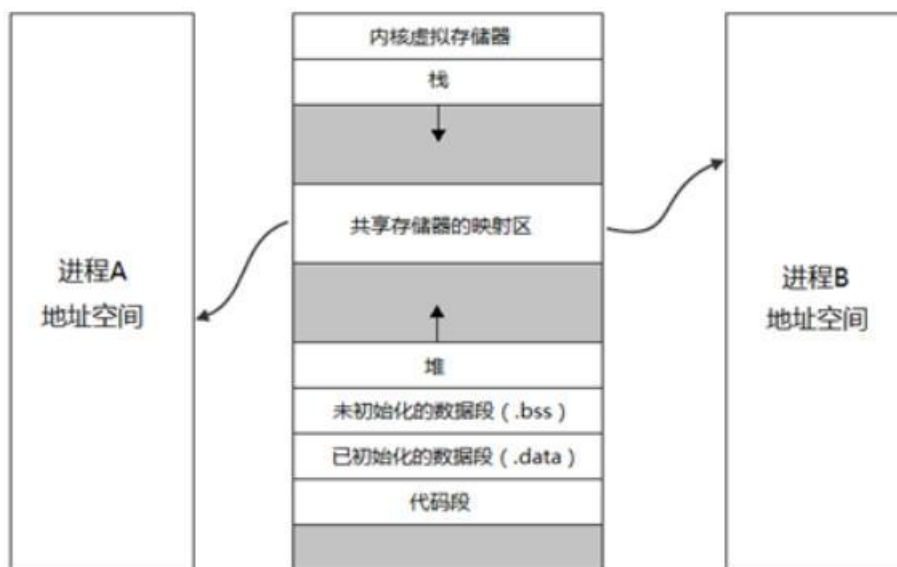 进程A
地址空间
内核虚拟存储器
栈
共享存储器的映射区
堆
未初始化的数据段（.bss）
已初始化的数据段（.data）
代码段
进程B
地址空间